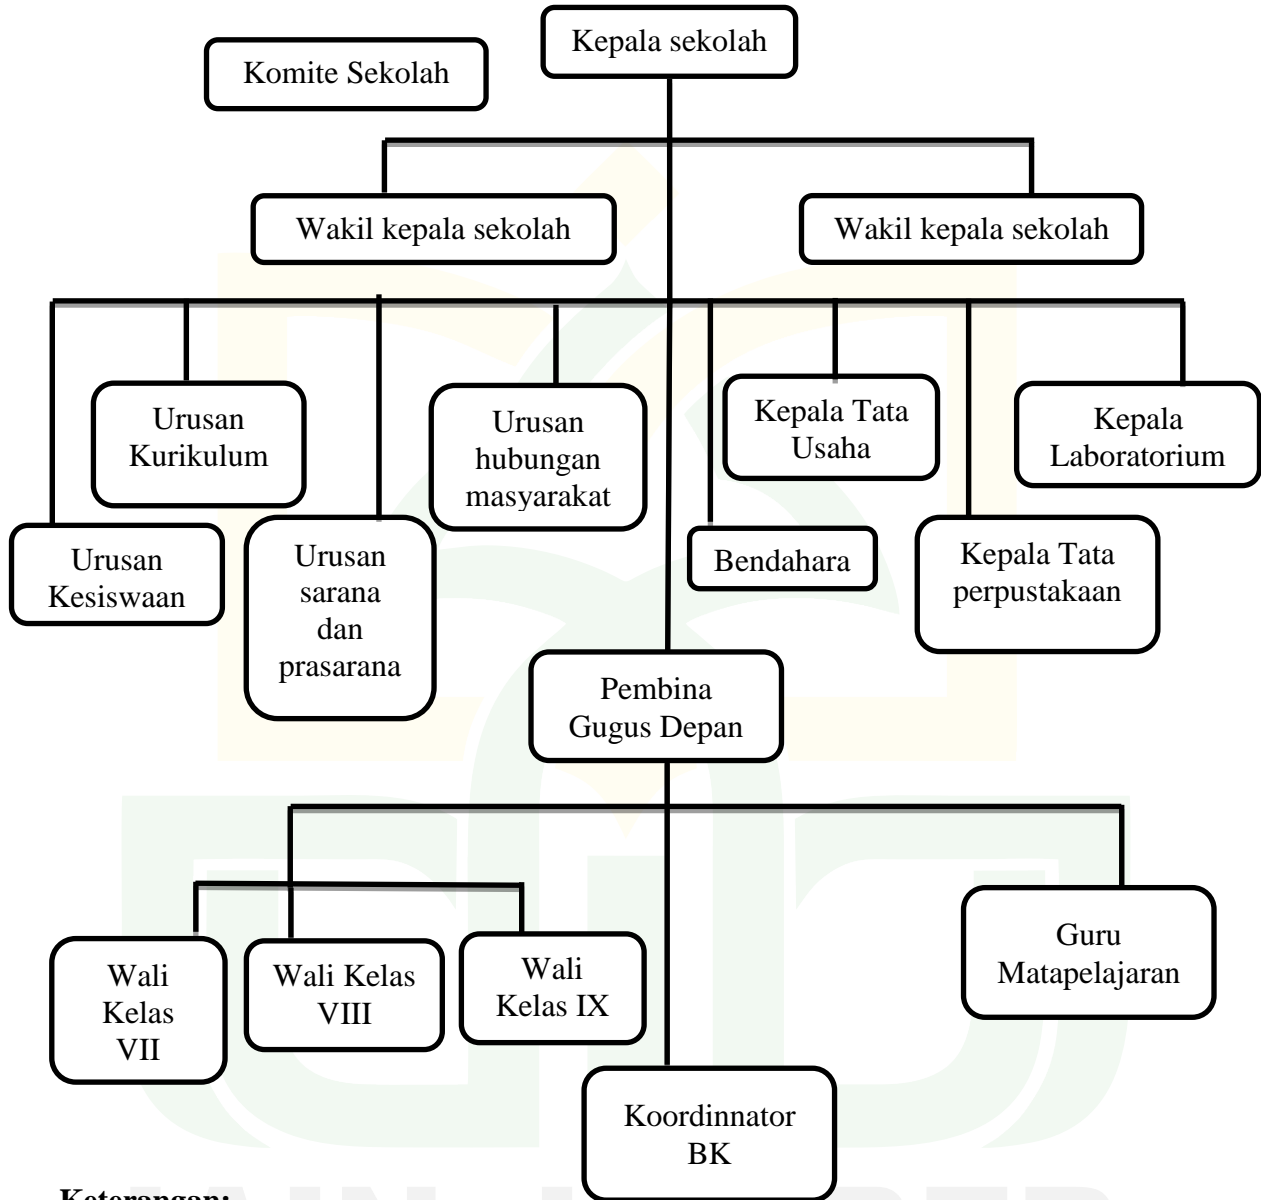 Kepala sekolah
Komite Sekolah
Wakil kepala sekolah
Wakil kepala sekolah
Urusan
Kurikulum
Urusan
hubungan
masyarakat
Kepala Tata
Usaha
Kepala
Laboratorium
Urusan
Kesiswaan
Urusan
sarana
dan
prasarana
Bendahara
Kepala Tata
perpustakaan
Pembina
Gugus Depan
Wali
Kelas
VII
Wali Kelas
VIII
Wali
Kelas IX
Guru
Matapelajaran
Koordinnator
BK
Keterangan: